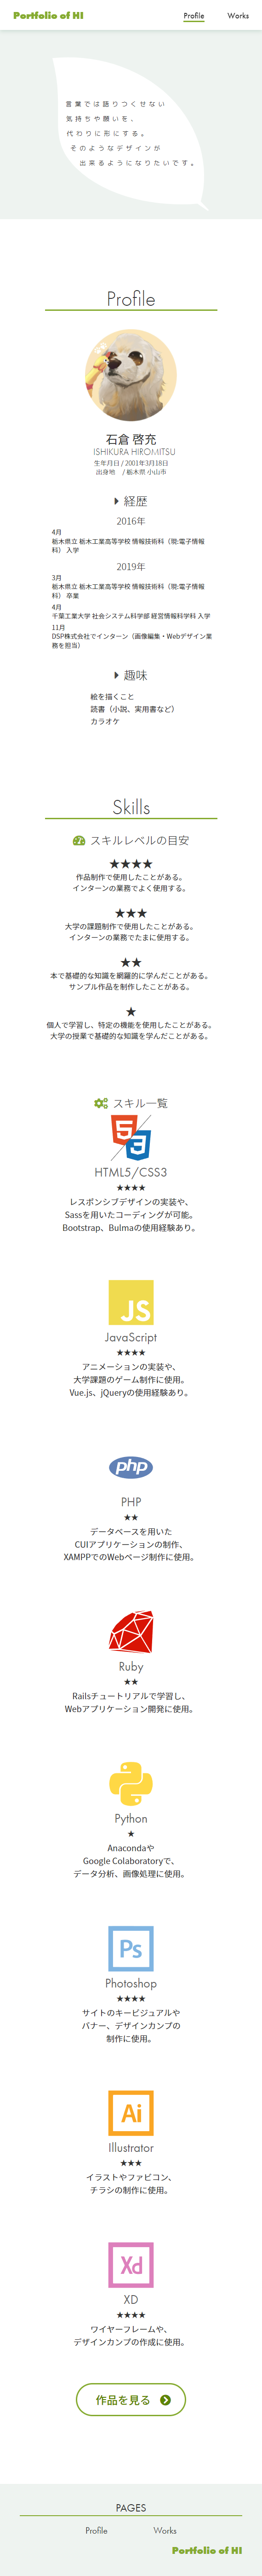 Portfolio of HI
Profile
Works
言葉では語りつくせない
気持ちや願いを、
代わりに形にする。
そのようなデザインが
出来るようになりたいです。
Profile
石倉 啓充
ISHIKURA HIROMITSU
生年月日 / 2001年3月18日
出身地 / 栃木県 小山市
経歴
2016年
4月
栃木県立 栃木工業高等学校 情報技術科（現:電子情報
科） 入学
2019年
3月
栃木県立 栃木工業高等学校 情報技術科（現:電子情報
科） 卒業
4月
千葉工業大学 社会システム科学部 経営情報科学科 入学
11月
DSP株式会社でインターン（画像編集・Webデザイン業
務を担当）
趣味
絵を描くこと
読書（小説、実用書など）
カラオケ
Skills
スキルレベルの目安
★★★★
作品制作で使用したことがある。
インターンの業務でよく使用する。
★★★
大学の課題制作で使用したことがある。
インターンの業務でたまに使用する。
★★
本で基礎的な知識を網羅的に学んだことがある。
サンプル作品を制作したことがある。
★
個人で学習し、特定の機能を使用したことがある。
大学の授業で基礎的な知識を学んだことがある。
スキル一覧
5 3
HTML5/CSS3
★★★★
レスポンシブデザインの実装や、
Sassを用いたコーディングが可能。
Bootstrap、Bulmaの使用経験あり。
JS
JavaScript
★★★★
アニメーションの実装や、
大学課題のゲーム制作に使用。
Vue.js、jQueryの使用経験あり。
php
PHP
★★
データベースを用いた
CUIアプリケーションの制作、
XAMPPでのWebページ制作に使用。
Ruby
★★
Railsチュートリアルで学習し、
Webアプリケーション開発に使用。
Python
★
Anacondaや
Google Colaboratoryで、
データ分析、画像処理に使用。
Ps
Photoshop
★★★★
サイトのキービジュアルや
バナー、デザインカンプの
制作に使用。
Ai
Illustrator
★★★
イラストやファビコン、
チラシの制作に使用。
Xd
XD
★★★★
ワイヤーフレームや、
デザインカンプの作成に使用。
作品を見る
PAGES
Profile
Works
Portfolio of HI